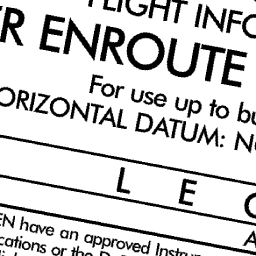 FLIGHT INFO
R ENROUTE
For use up to bu
ORIZONTAL DATUM: N
L E
EN have an approved Instru
cations or the D